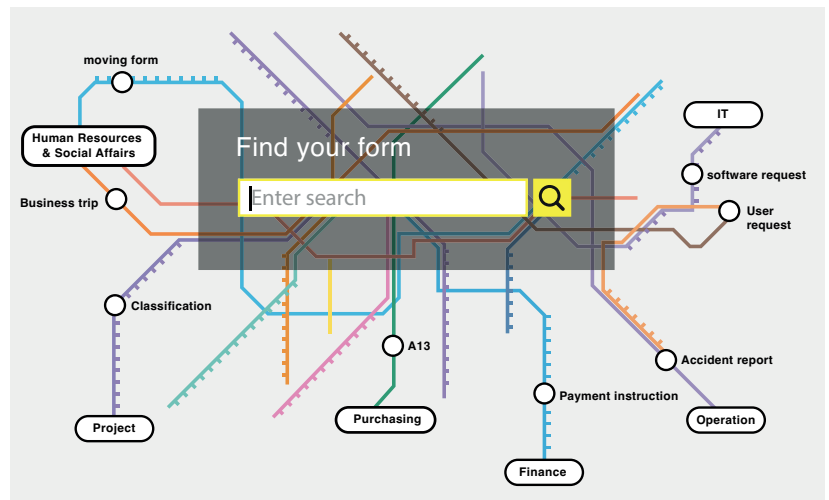 moving form
IT
Human Resources
& Social Affairs
Find your form
software request
Enter search
Business trip
User
request
Classification
A13
Accident report
Payment instruction
Project
Purchasing
Operation
Finance